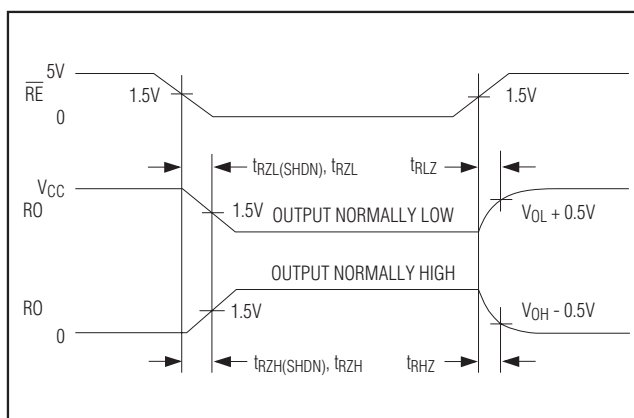 5V
R̅E̅
1.5V
1.5V
0
tRZL(SHDN), tRZL
tRLZ
VCC
RO
1.5V
OUTPUT NORMALLY LOW
VOL + 0.5V
OUTPUT NORMALLY HIGH
RO
1.5V
VOH - 0.5V
0
tRZH(SHDN), tRZH
tRHZ